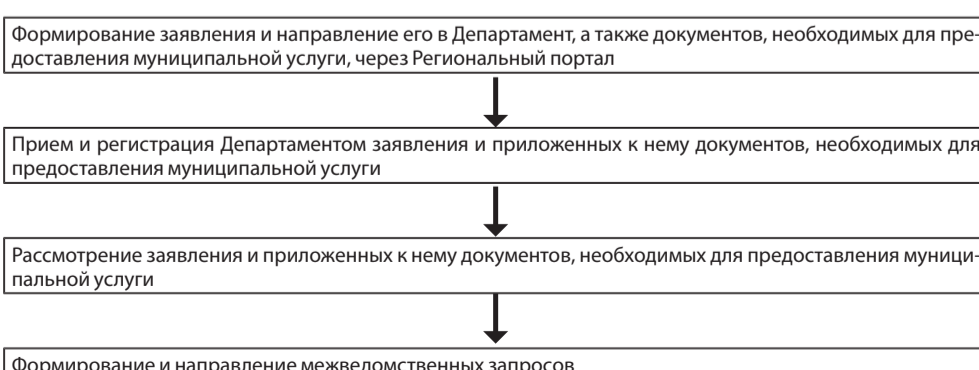 Формирование заявления и направление его в Департамент, а также документов, необходимых для пре-
доставления муниципальной услуги, через Региональный портал
Прием и регистрация Департаментом заявления и приложенных к нему документов, необходимых для
предоставления муниципальной услуги
Рассмотрение заявления и приложенных к нему документов, необходимых для предоставления муници-
пальной услуги
Формирование и направление межведомственных запросов